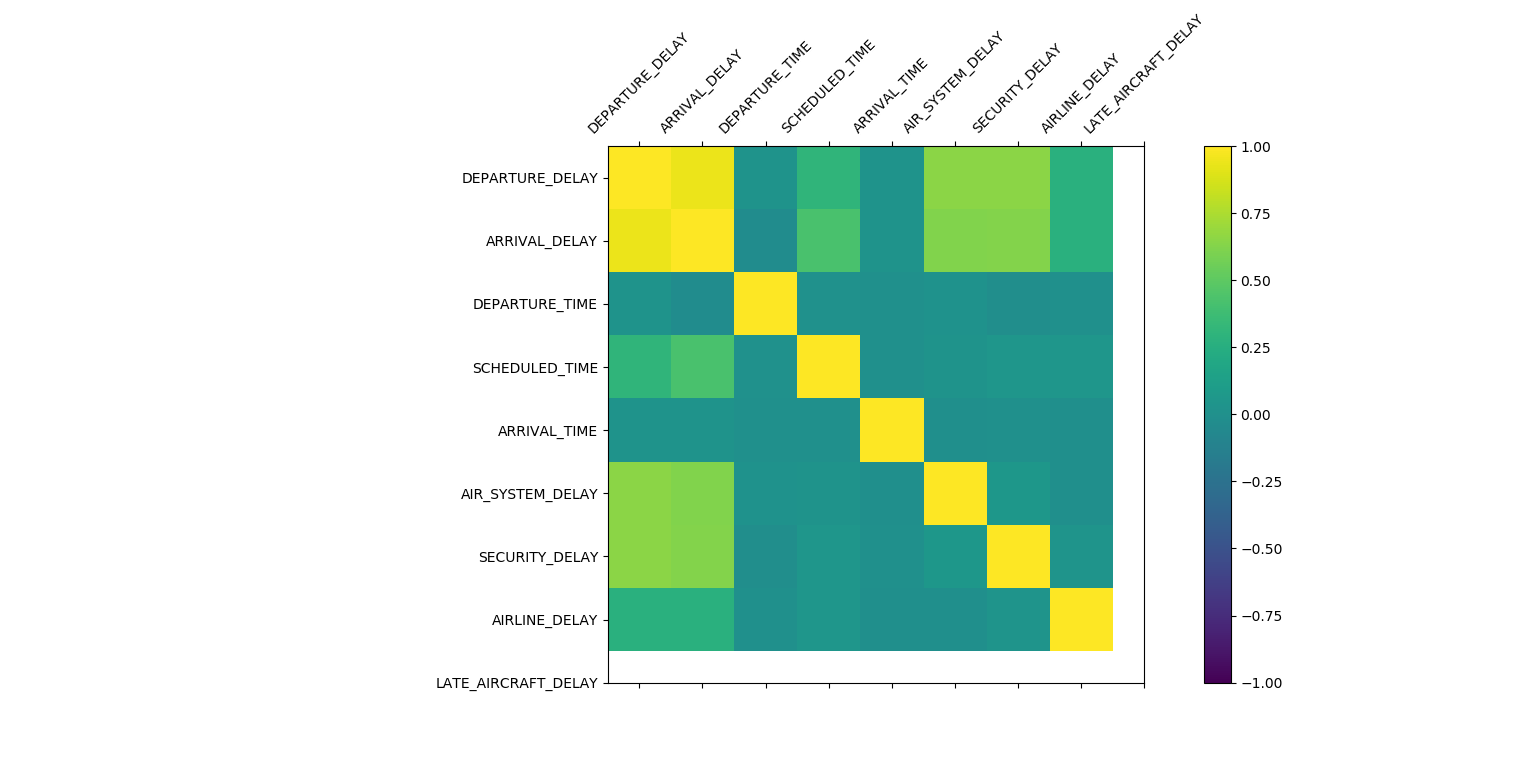 DEPARTURE_DELAY
ARRIVAL_DELAY
DEPARTURE_TIME
SCHEDULED_TIME
ARRIVAL_TIME
AIR_SYSTEM_DELAY
SECURITY_DELAY
AIRLINE_DELAY
LATE_AIRCRAFT_DELAY
DEPARTURE_DELAY
ARRIVAL_DELAY
DEPARTURE_TIME
SCHEDULED_TIME
ARRIVAL_TIME
AIR_SYSTEM_DELAY
SECURITY_DELAY
AIRLINE_DELAY
LATE_AIRCRAFT_DELAY
1.00
0.75
0.50
0.25
0.00
−0.25
−0.50
−0.75
−1.00